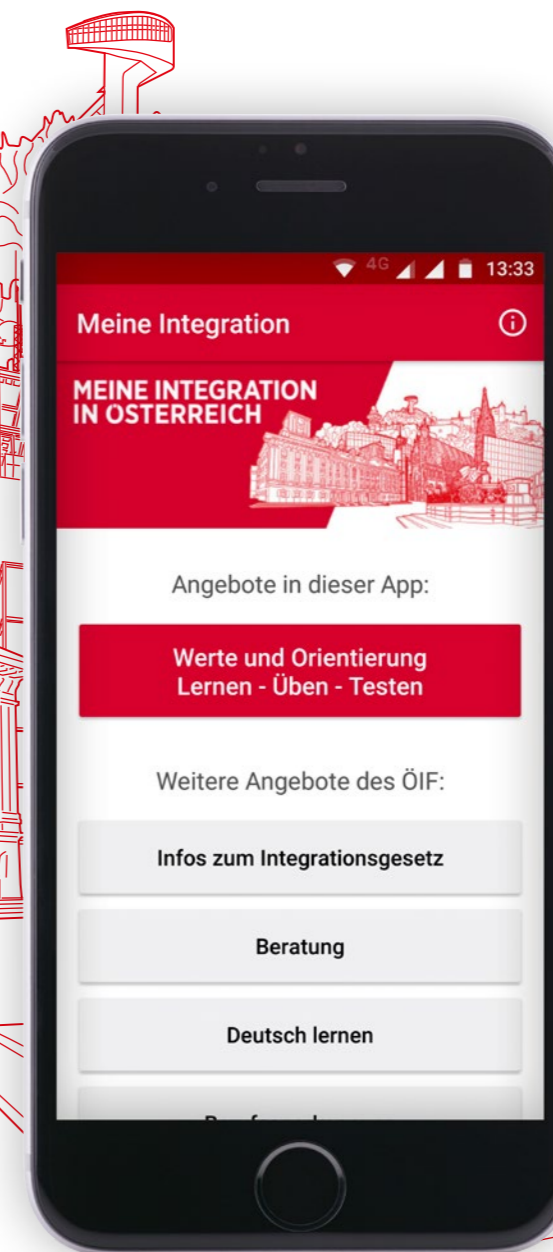 4G 13:33
Meine Integration
MEINE INTEGRATION
IN ÖSTERREICH
Angebote in dieser App:
Werte und Orientierung
Lernen - Üben - Testen
Weitere Angebote des ÖIF:
Infos zum Integrationsgesetz
Beratung
Deutsch lernen